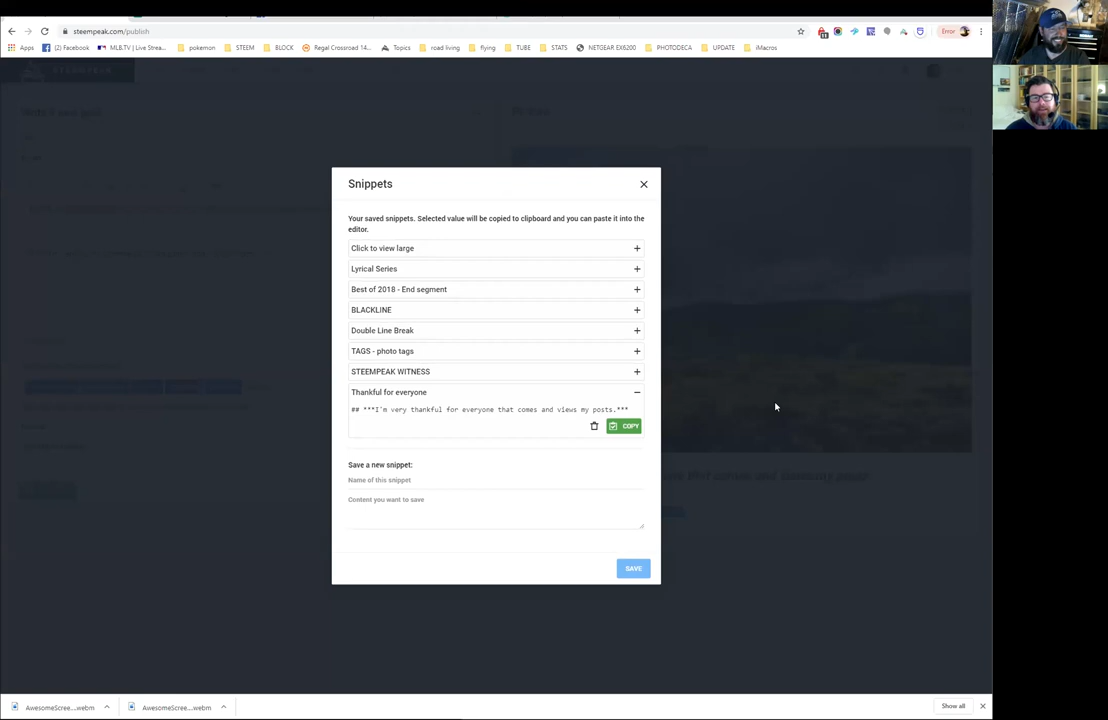 steempeak.com/publish
Error
Apps
(2) Facebook
MLB.TV | Live Strea...
pokemon
STEEM
BLOCK
Regal Crossroad 14...
Topics
road living
flying
TUBE
STATS
NETGEAR EX6200
PHOTODECA
UPDATE
iMacros
Snippets
Your saved snippets. Selected value will be copied to clipboard and you can paste it into the
editor.
Click to view large
Lyrical Series
Best of 2018 - End segment
BLACKLINE
Double Line Break
TAGS - photo tags
STEEMPEAK WITNESS
Thankful for everyone
## ***I'm very thankful for everyone that comes and views my posts.***
COPY
Save a new snippet:
Name of this snippet
Content you want to save
SAVE
AwesomeScree....webm
AwesomeScree....webm
Show all